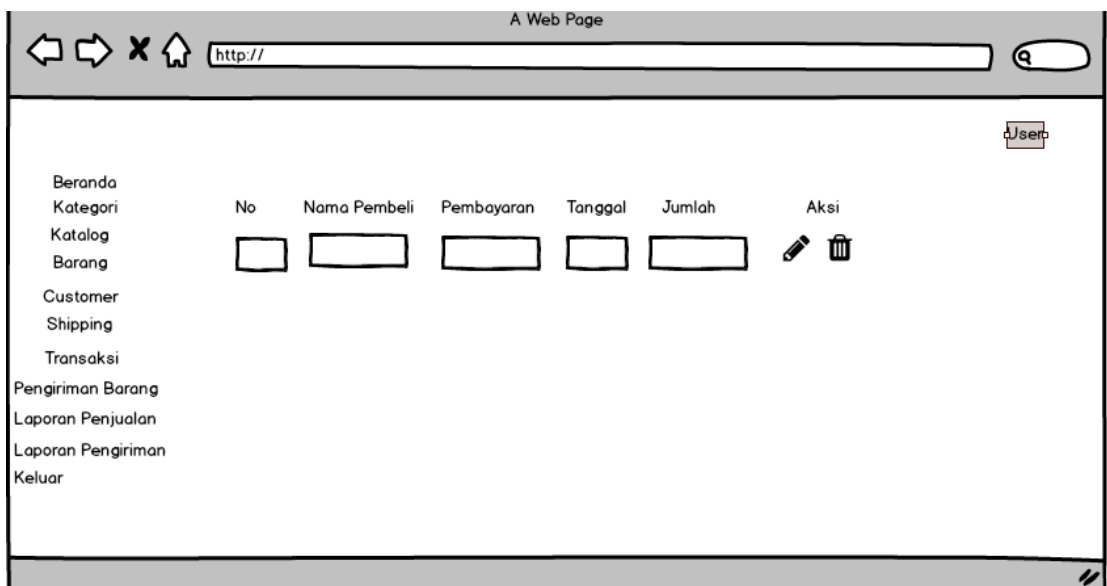 A Web Page
http://
User
Beranda
Kategori
Katalog
Barang
Customer
Shipping
Transaksi
Pengiriman Barang
Laporan Penjualan
Laporan Pengiriman
Keluar
No Nama Pembeli Pembayaran Tanggal Jumlah Aksi